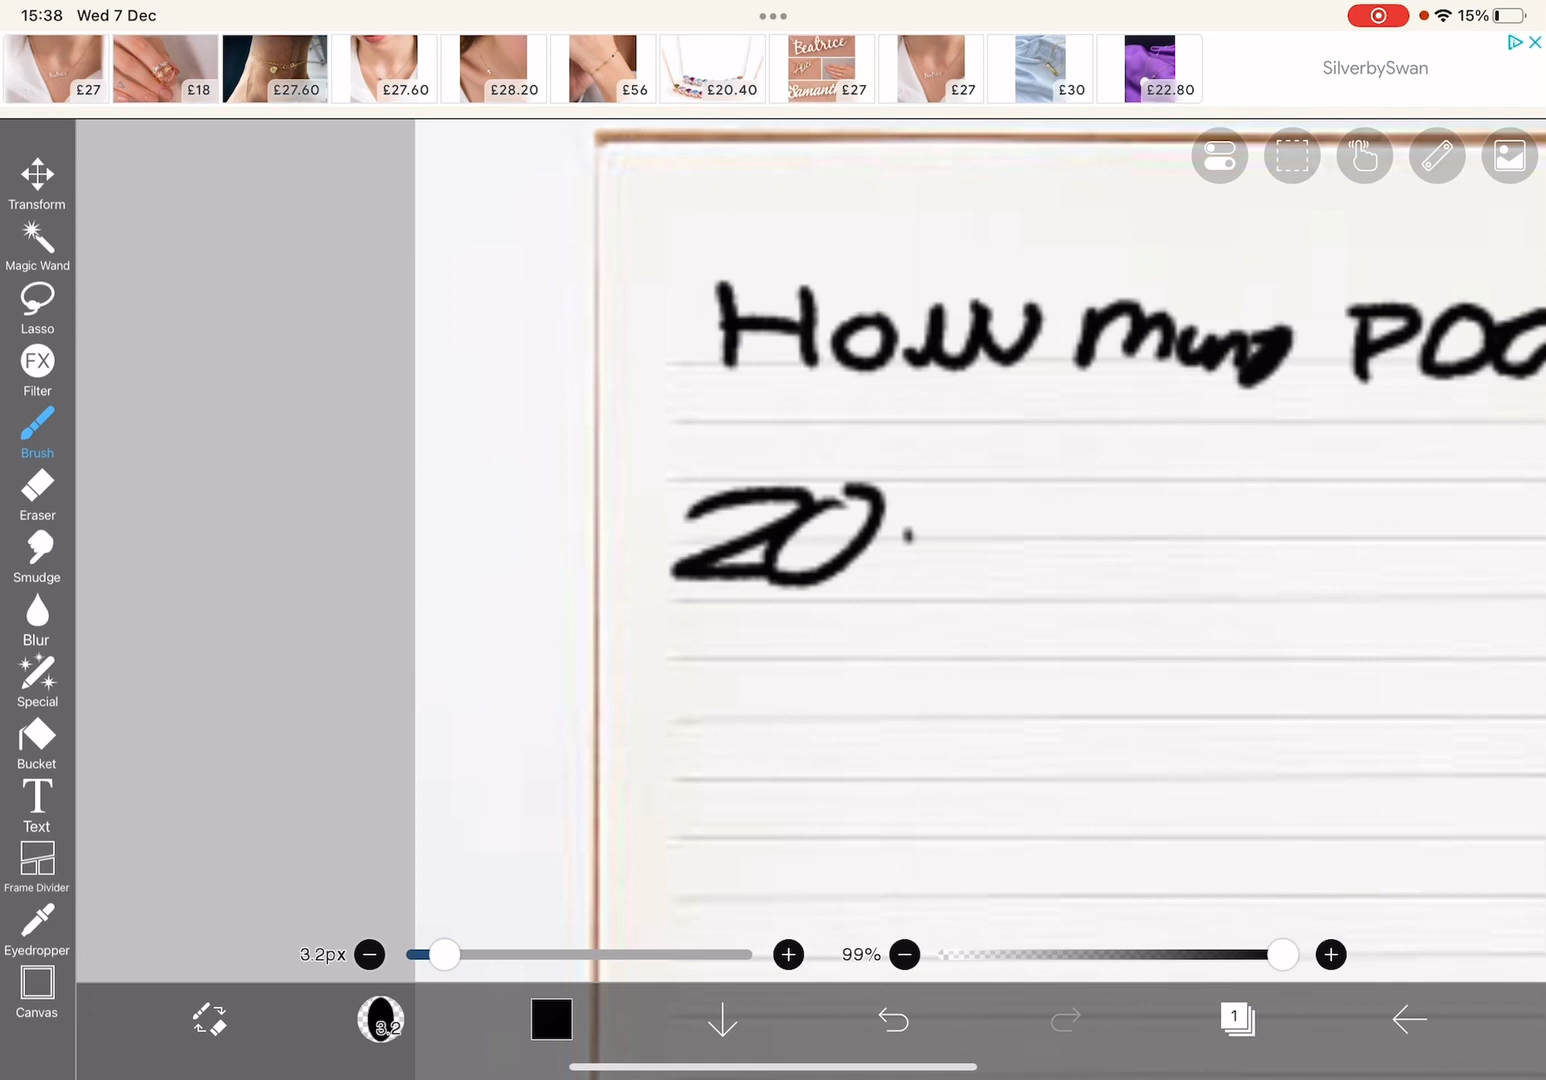 15:38 Wed 7 Dec
15%
£27 £18 £27.60 £27.60 £28.20 £56 £20.40 £27 £27 £30 £22.80
Beatrice
SilverbySwan
Transform
Magic Wand
Lasso
FX
Filter
Brush
Eraser
Smudge
Blur
Special
Bucket
T
Text
Frame Divider
Eyedropper
Canvas
How many
20.
3.2px
99%
3.2
1